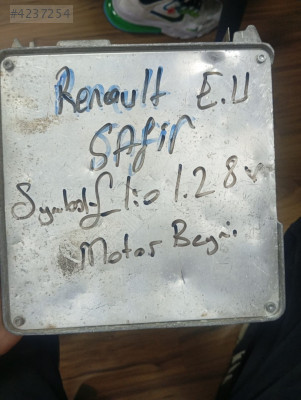 #4237254
Renault E.U
SAfir
Symbol-Clio 1.2 8v
Motor Beyni